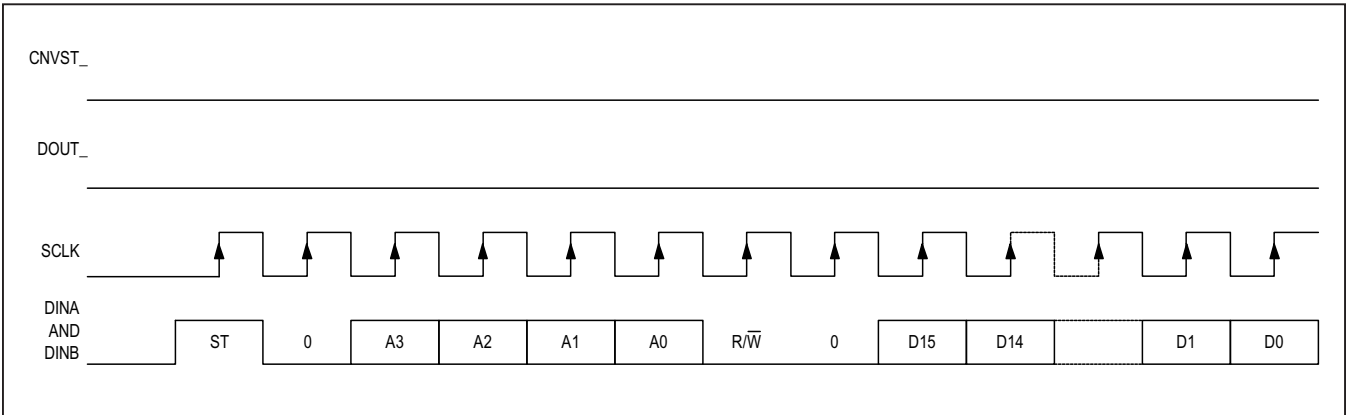 CNVST_
DOUT_
SCLK
DINA
AND
DINB
ST 0 A3 A2 A1 A0 R/W̅ 0 D15 D14 D1 D0